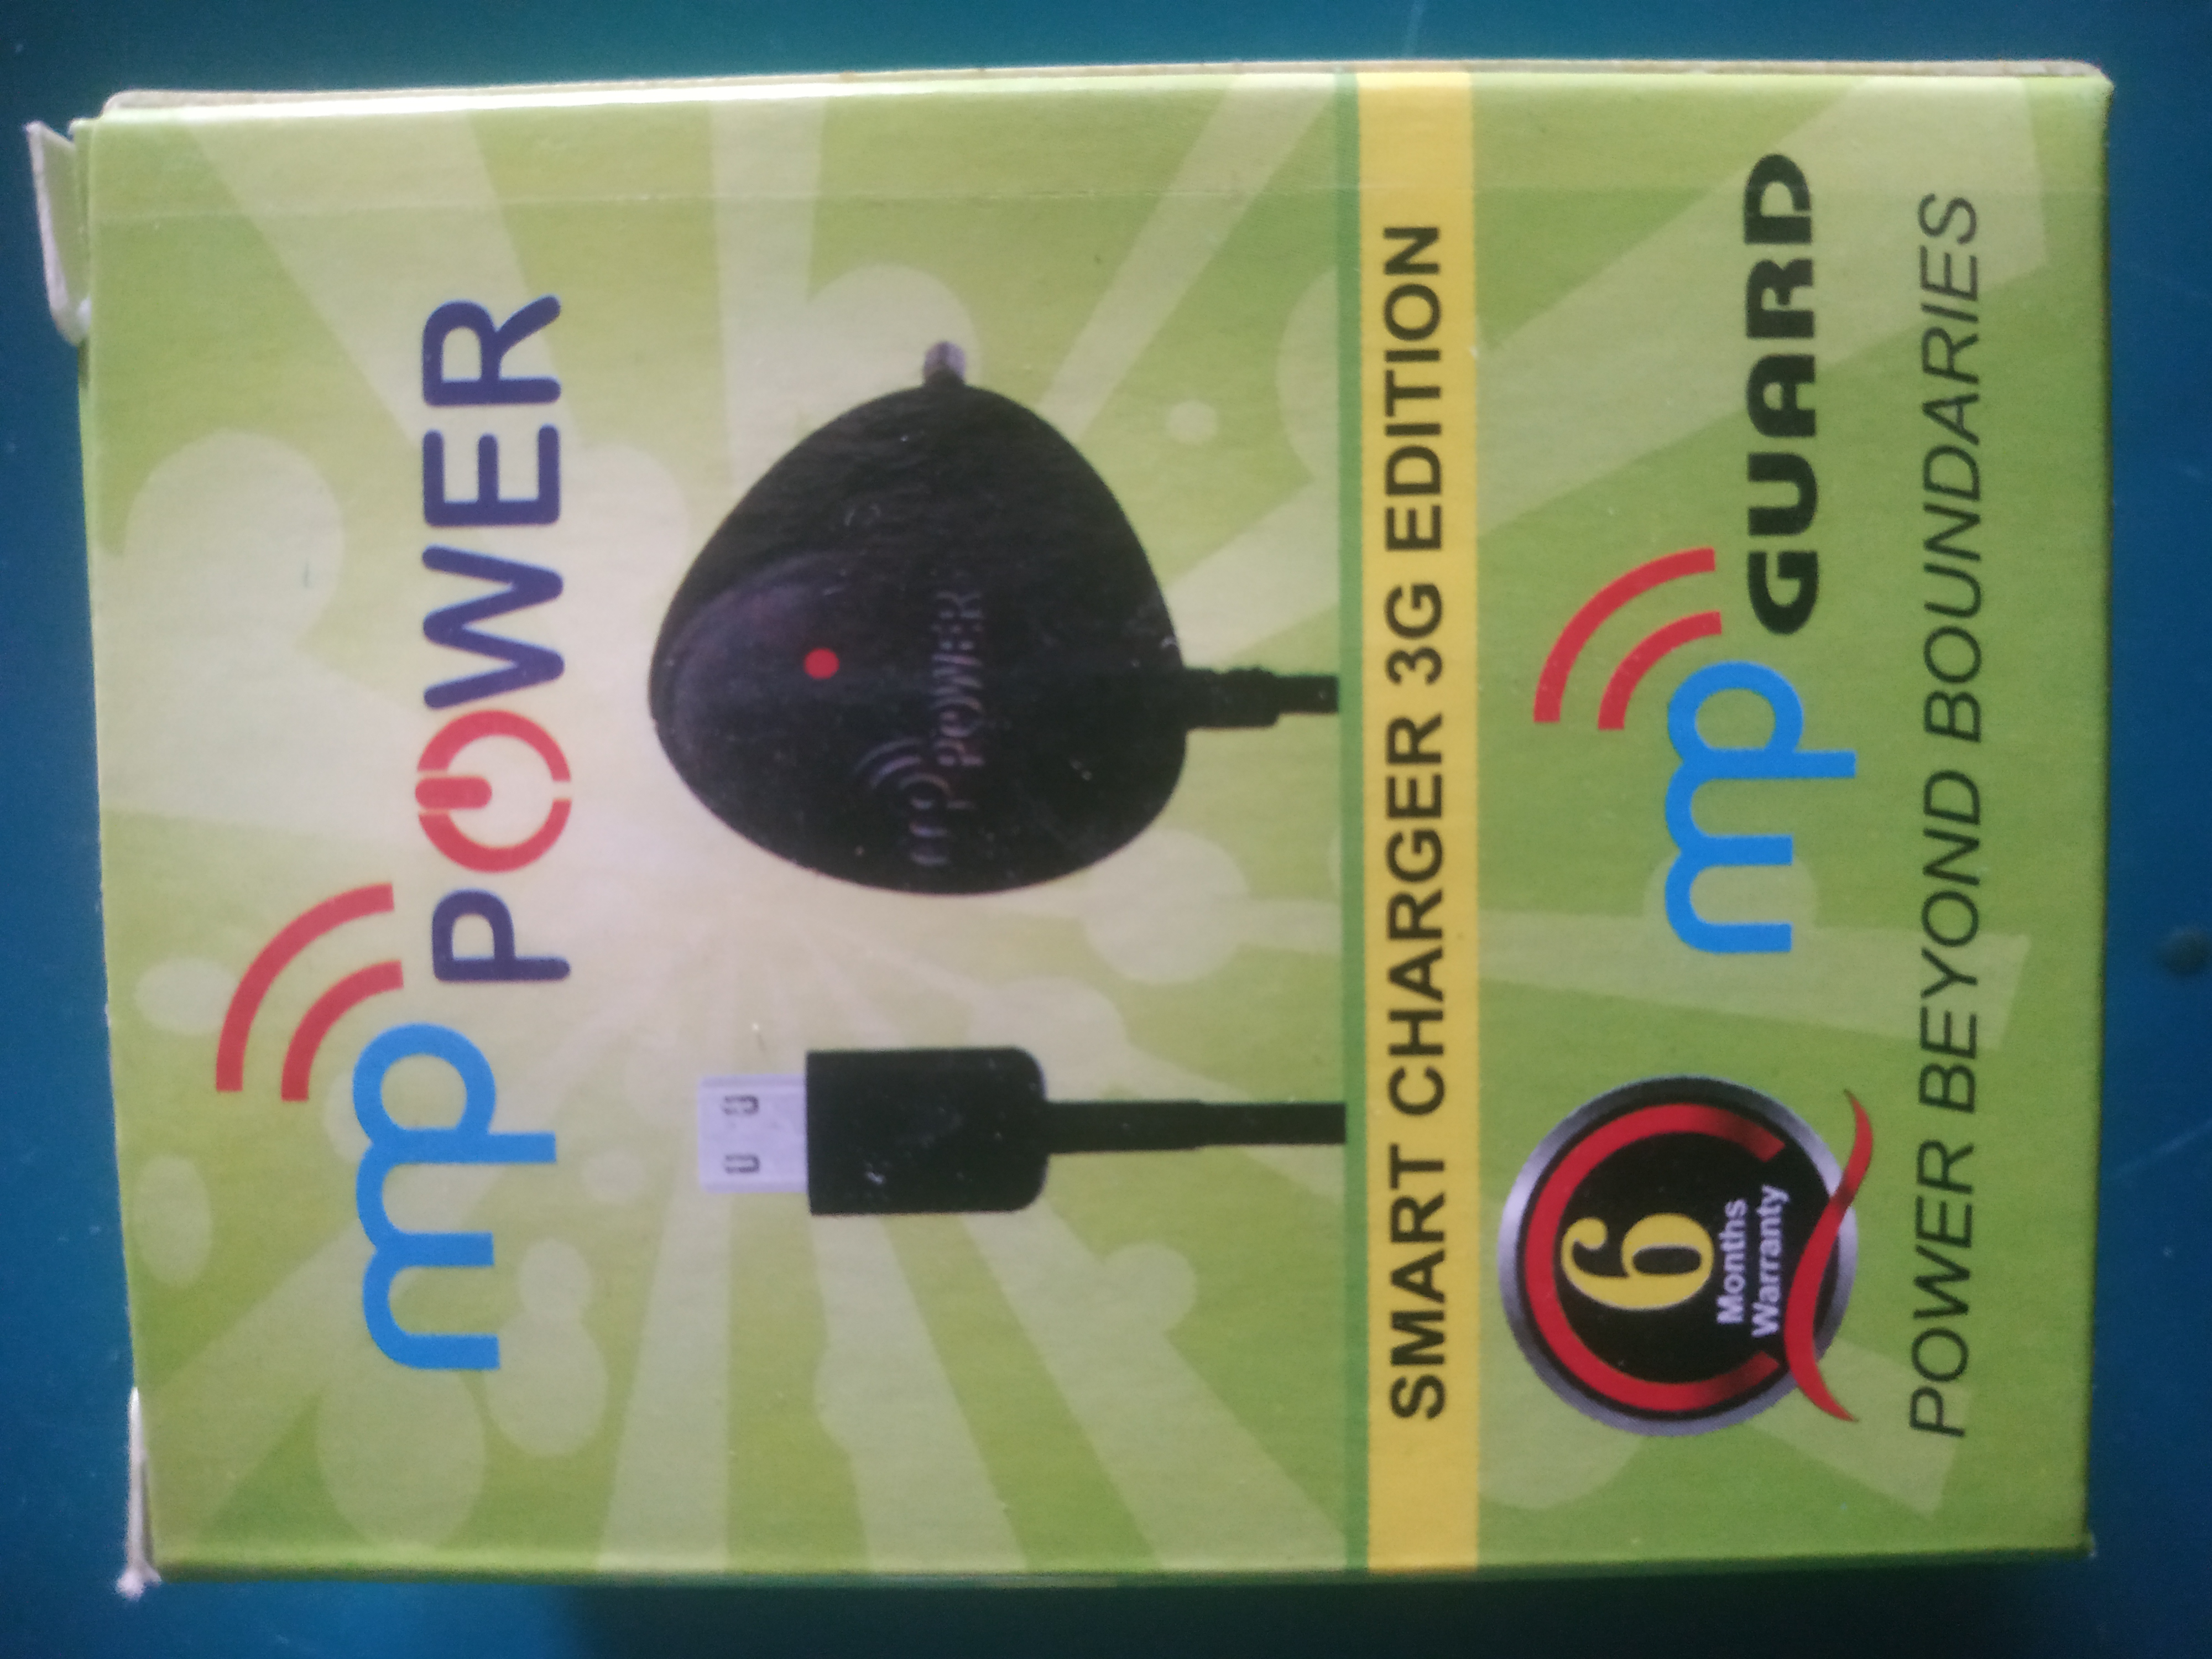 mp POWER
mp POWER
SMART CHARGER 3G EDITION
6
Months
Warranty
mp GUARD
POWER BEYOND BOUNDARIES